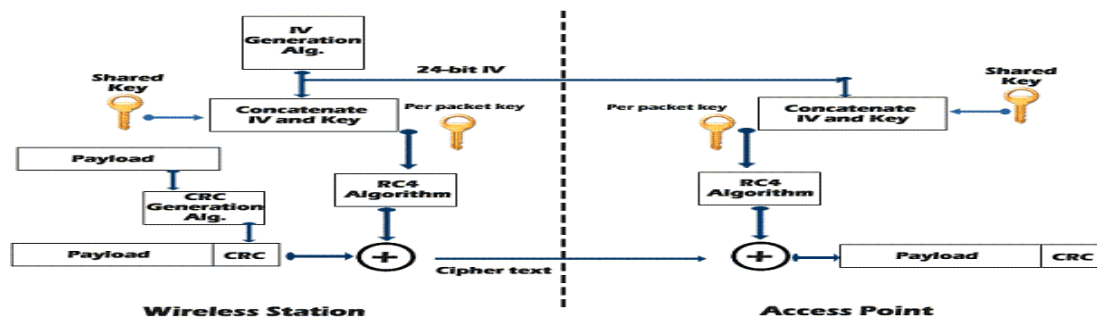 IV
Generation
Alg.
24-bit IV
Shared
Key
Shared
Key
Concatenate
IV and Key
Per packet key
Per packet key
Concatenate
IV and Key
Payload
RC4
Algorithm
RC4
Algorithm
CRC
Generation
Alg.
Payload
CRC
Cipher text
Payload
CRC
Wireless Station
Access Point